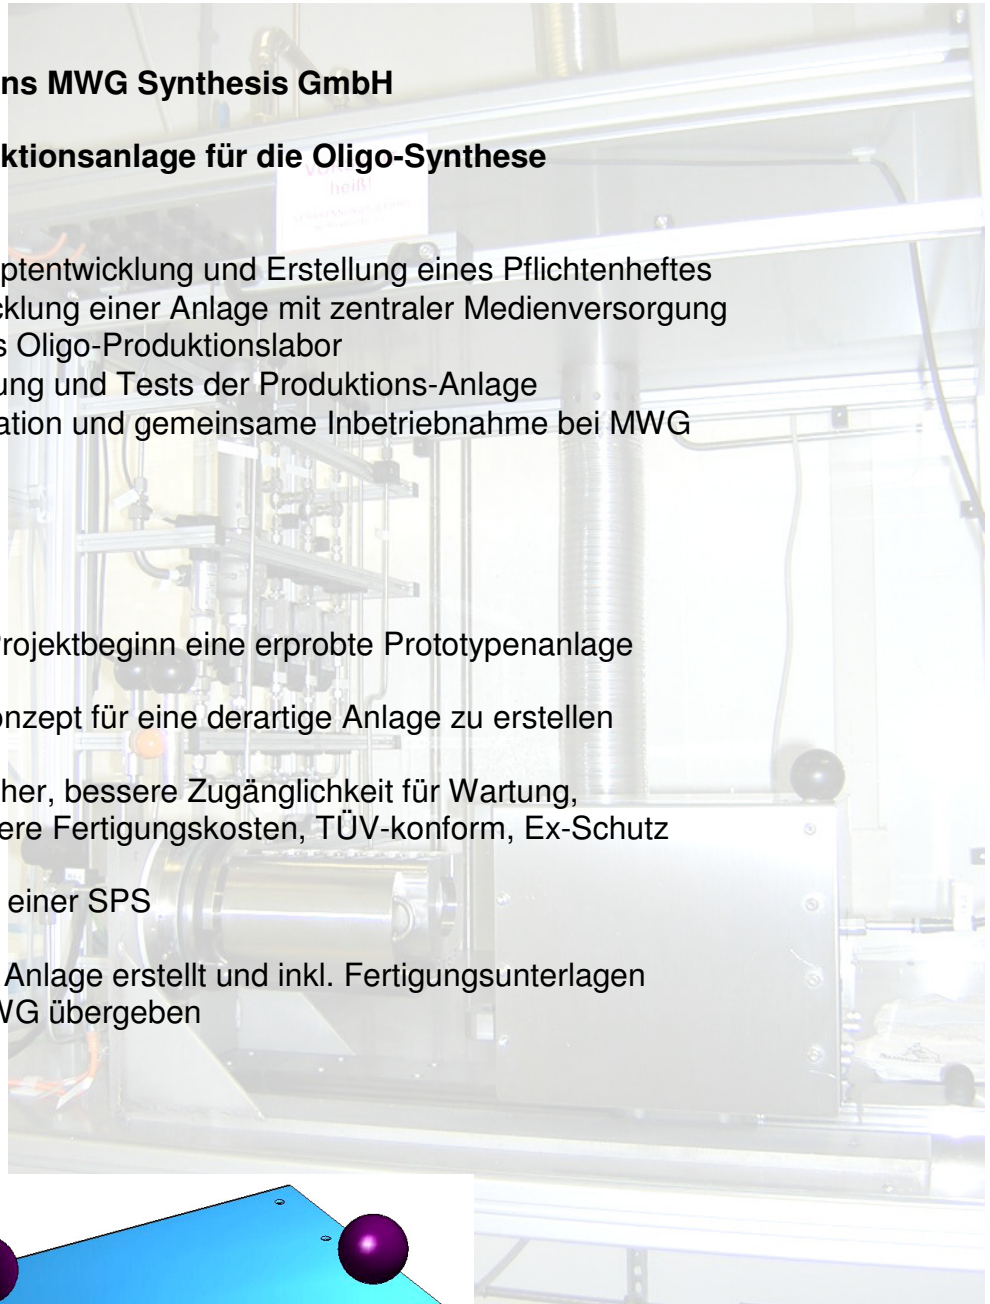 ns MWG Synthesis GmbH
ktionsanlage für die Oligo-Synthese
heiß!
ptentwicklung und Erstellung eines Pflichtenheftes
cklung einer Anlage mit zentraler Medienversorgung
s Oligo-Produktionslabor
ung und Tests der Produktions-Anlage
ation und gemeinsame Inbetriebnahme bei MWG
Projektbeginn eine erprobte Prototypenanlage
onzept für eine derartige Anlage zu erstellen
her, bessere Zugänglichkeit für Wartung,
ere Fertigungskosten, TÜV-konform, Ex-Schutz
einer SPS
Anlage erstellt und inkl. Fertigungsunterlagen
WG übergeben